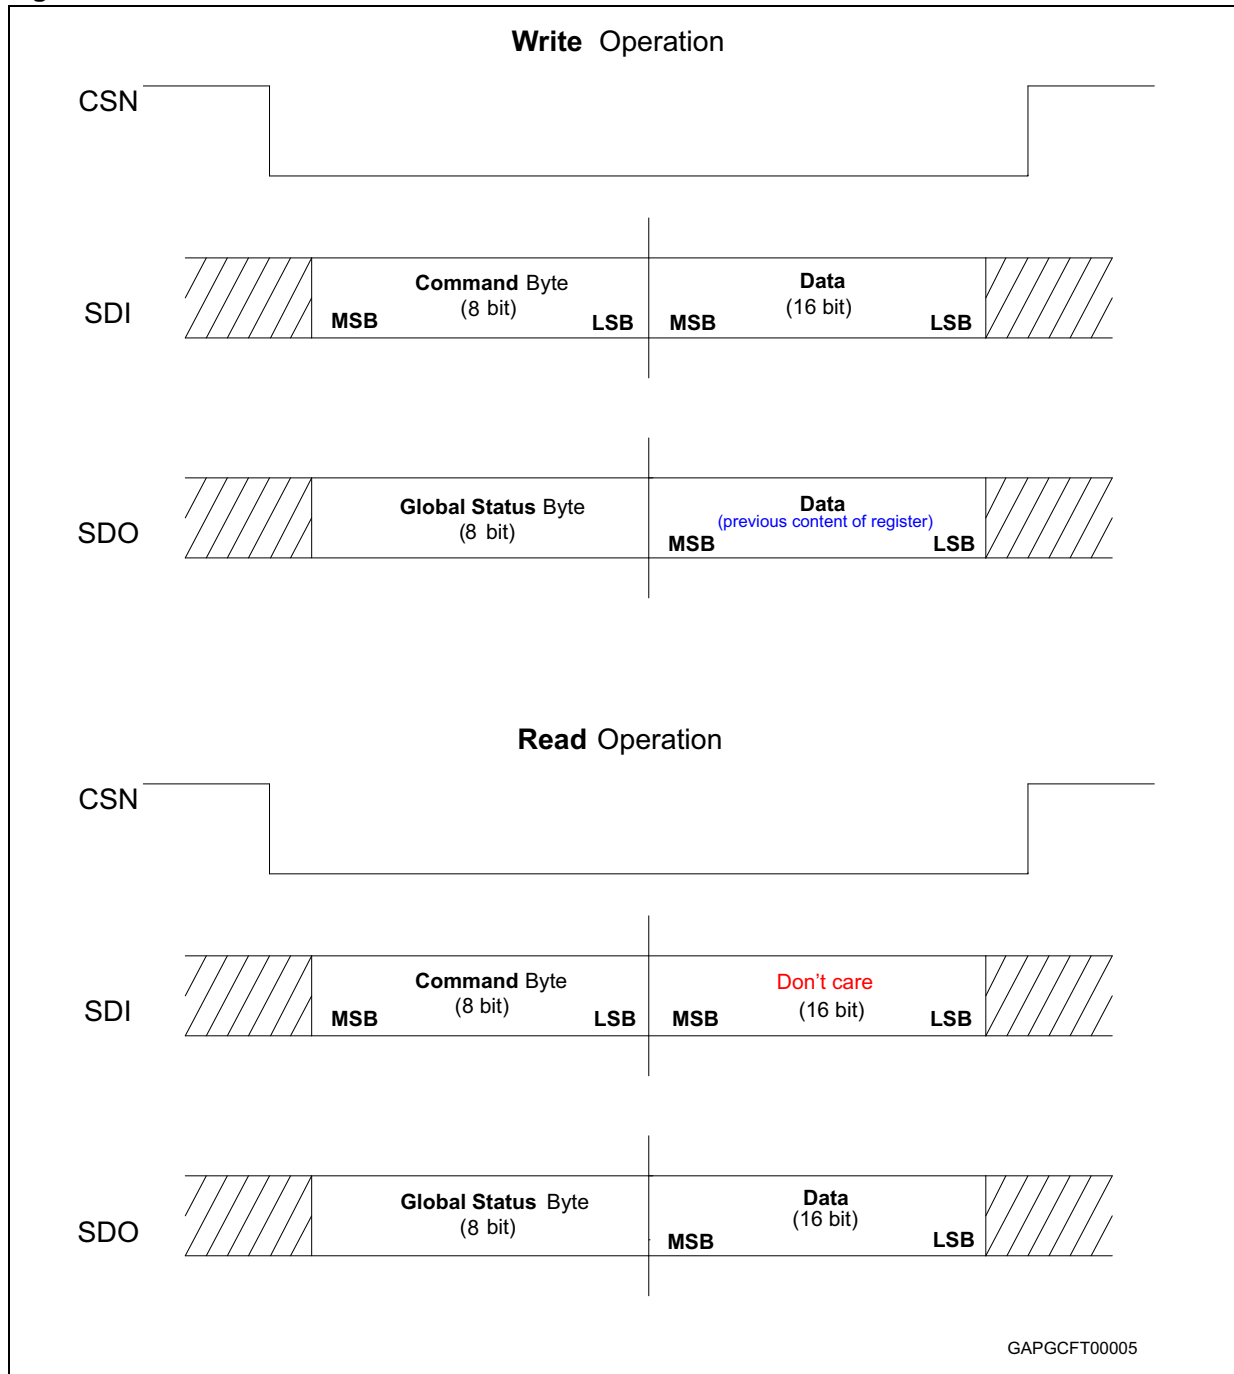 Write Operation
CSN
SDI
Command Byte
(8 bit)
MSB
LSB
Data
(16 bit)
MSB
LSB
SDO
Global Status Byte
(8 bit)
Data
(previous content of register)
MSB
LSB
Read Operation
CSN
SDI
Command Byte
(8 bit)
MSB
LSB
Don't care
(16 bit)
MSB
LSB
SDO
Global Status Byte
(8 bit)
Data
(16 bit)
MSB
LSB
GAPGCFT00005